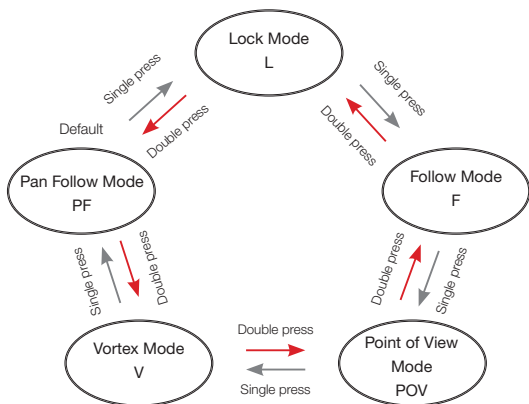 Lock Mode
L
Single press
Double press
Single press
Double press
Default
Pan Follow Mode
PF
Follow Mode
F
Single press
Double press
Double press
Single press
Vortex Mode
V
Double press
Single press
Point of View
Mode
POV